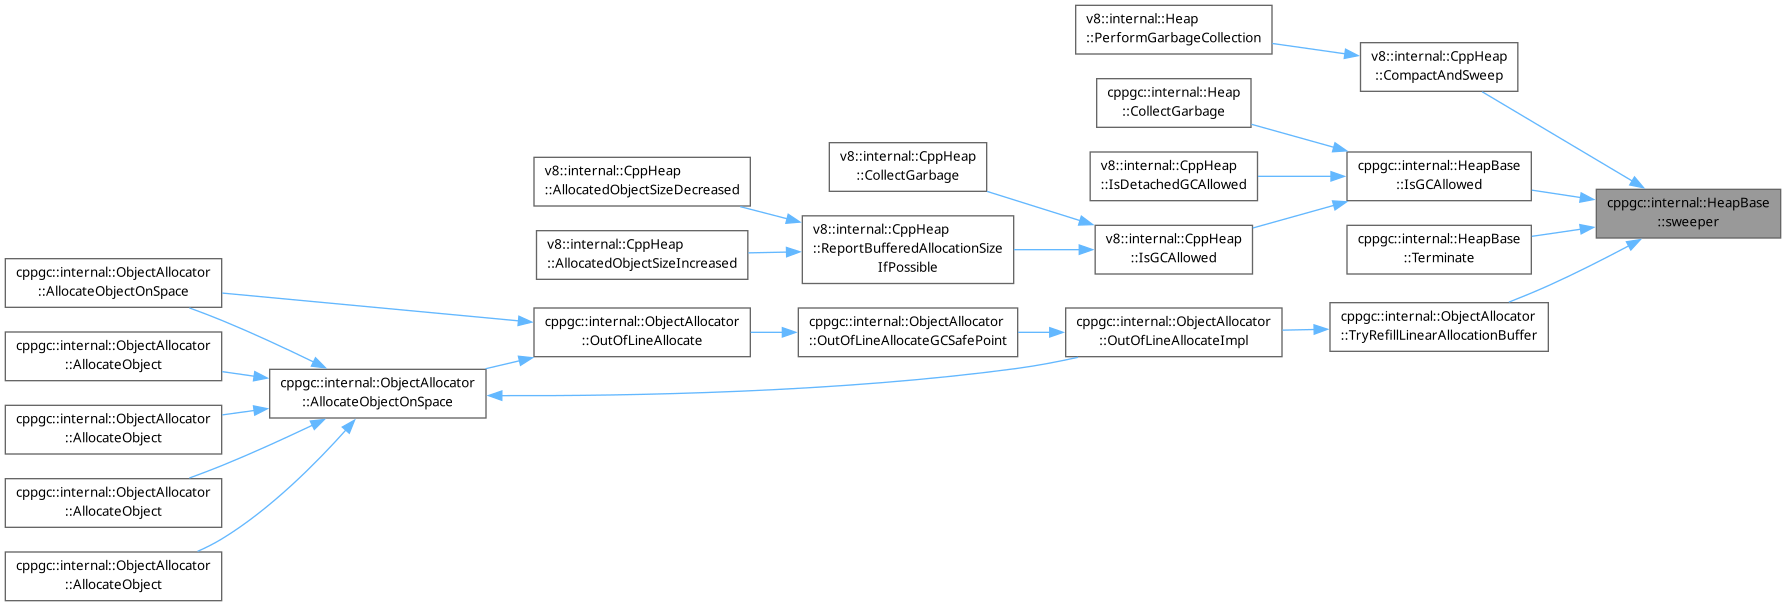 v8::internal::Heap
::PerformGarbageCollection
v8::internal::CppHeap
::CompactAndSweep
cppgc::internal::Heap
::CollectGarbage
v8::internal::CppHeap
::CollectGarbage
v8::internal::CppHeap
::IsDetachedGCAllowed
cppgc::internal::HeapBase
::IsGCAllowed
v8::internal::CppHeap
::AllocatedObjectSizeDecreased
cppgc::internal::HeapBase
::sweeper
v8::internal::CppHeap
::ReportBufferedAllocationSize
IfPossible
v8::internal::CppHeap
::IsGCAllowed
cppgc::internal::HeapBase
::Terminate
v8::internal::CppHeap
::AllocatedObjectSizeIncreased
cppgc::internal::ObjectAllocator
::AllocateObjectOnSpace
cppgc::internal::ObjectAllocator
::OutOfLineAllocate
cppgc::internal::ObjectAllocator
::OutOfLineAllocateGCSafePoint
cppgc::internal::ObjectAllocator
::OutOfLineAllocateImpl
cppgc::internal::ObjectAllocator
::TryRefillLinearAllocationBuffer
cppgc::internal::ObjectAllocator
::AllocateObject
cppgc::internal::ObjectAllocator
::AllocateObjectOnSpace
cppgc::internal::ObjectAllocator
::AllocateObject
cppgc::internal::ObjectAllocator
::AllocateObject
cppgc::internal::ObjectAllocator
::AllocateObject